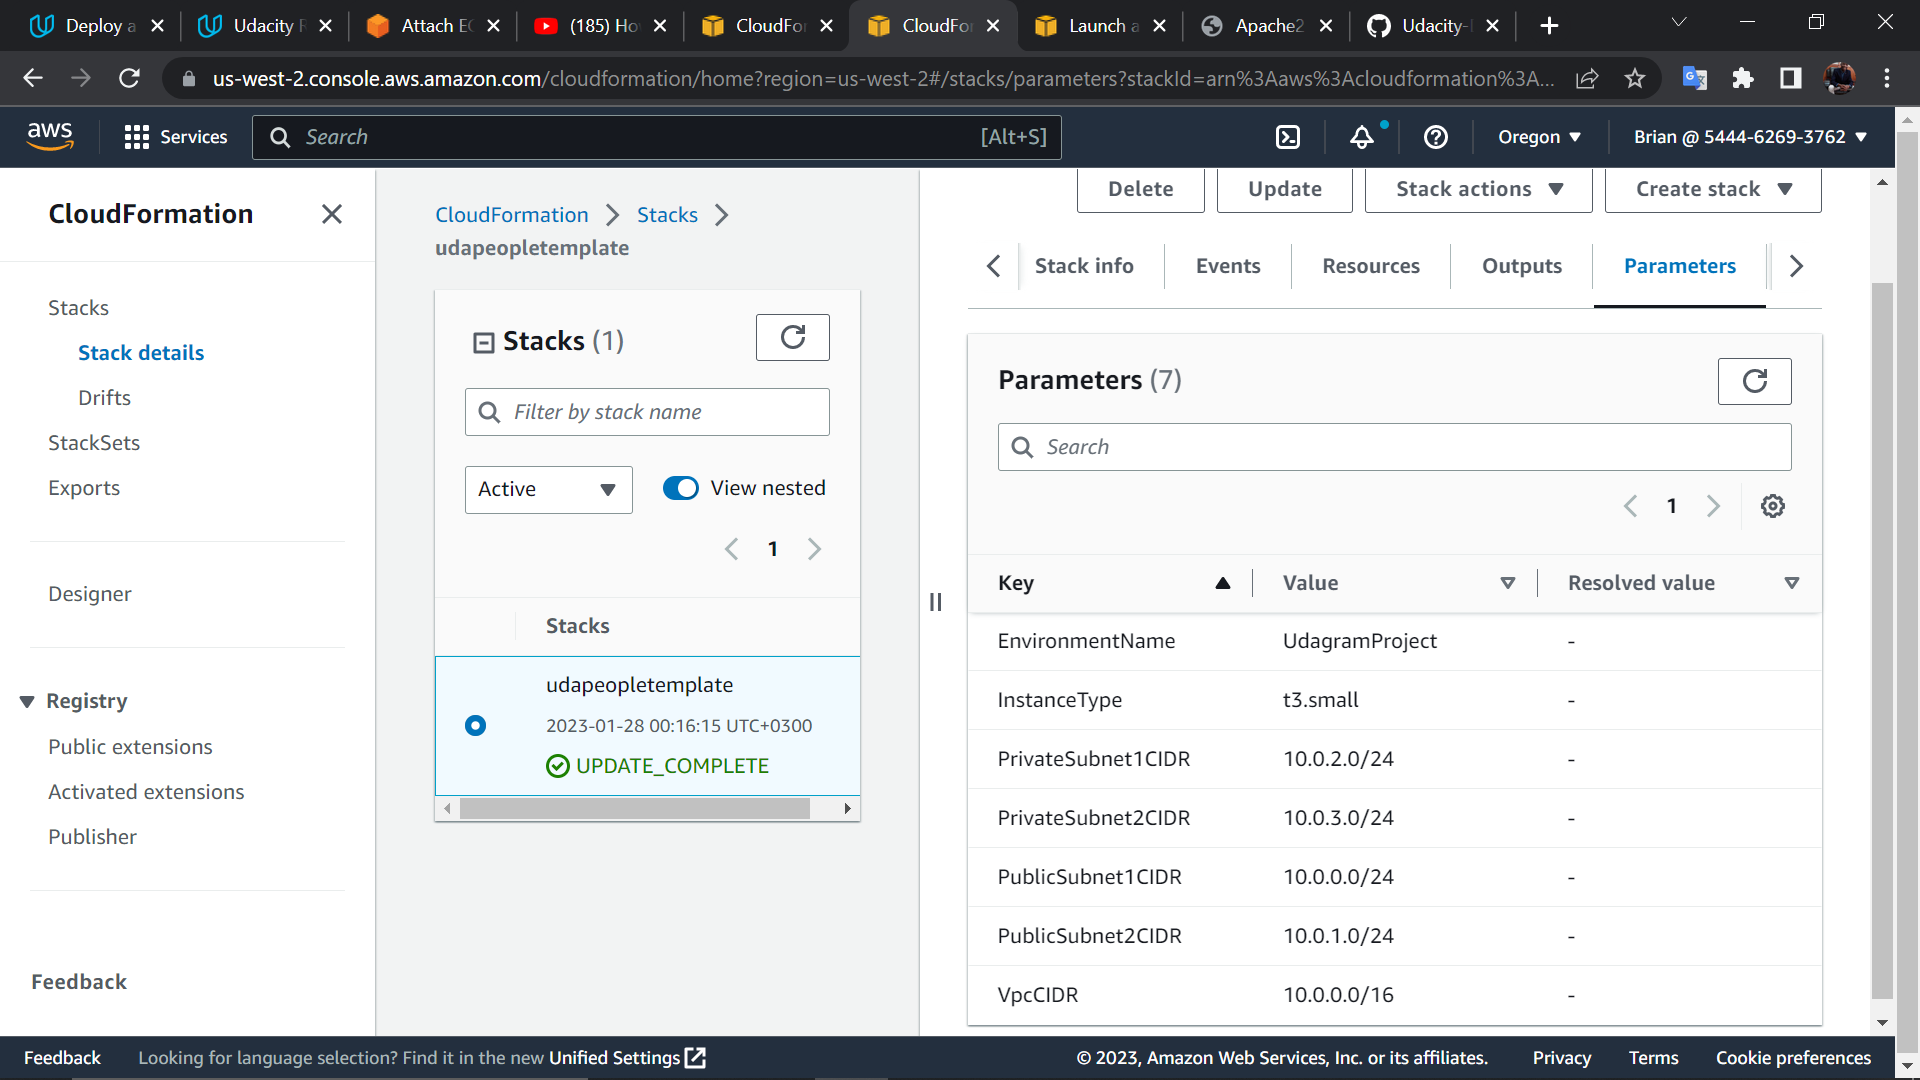 Deploy a
Udacity R
Attach EC
(185) Ho
CloudFor
CloudFor
Launch a
Apache2
Udacity-
us-west-2.console.aws.amazon.com/cloudformation/home?region=us-west-2#/stacks/parameters?stackId=arn%3Aaws%3Acloudformation%3A...
aws
Services
Search
[Alt+S]
Oregon
Brian @ 5444-6269-3762
CloudFormation
Stacks
Stack details
Drifts
StackSets
Exports
Designer
Registry
Public extensions
Activated extensions
Publisher
Feedback
CloudFormation
Stacks
udapeopletemplate
Stacks (1)
Filter by stack name
Active
View nested
1
Stacks
udapeopletemplate
2023-01-28 00:16:15 UTC+0300
UPDATE_COMPLETE
Delete
Update
Stack actions
Create stack
Stack info
Events
Resources
Outputs
Parameters
Parameters (7)
Search
1
Key Value Resolved value
EnvironmentName UdagramProject -
InstanceType t3.small -
PrivateSubnet1CIDR 10.0.2.0/24 -
PrivateSubnet2CIDR 10.0.3.0/24 -
PublicSubnet1CIDR 10.0.0.0/24 -
PublicSubnet2CIDR 10.0.1.0/24 -
VpcCIDR 10.0.0.0/16 -
Feedback
Looking for language selection? Find it in the new Unified Settings
© 2023, Amazon Web Services, Inc. or its affiliates.
Privacy
Terms
Cookie preferences